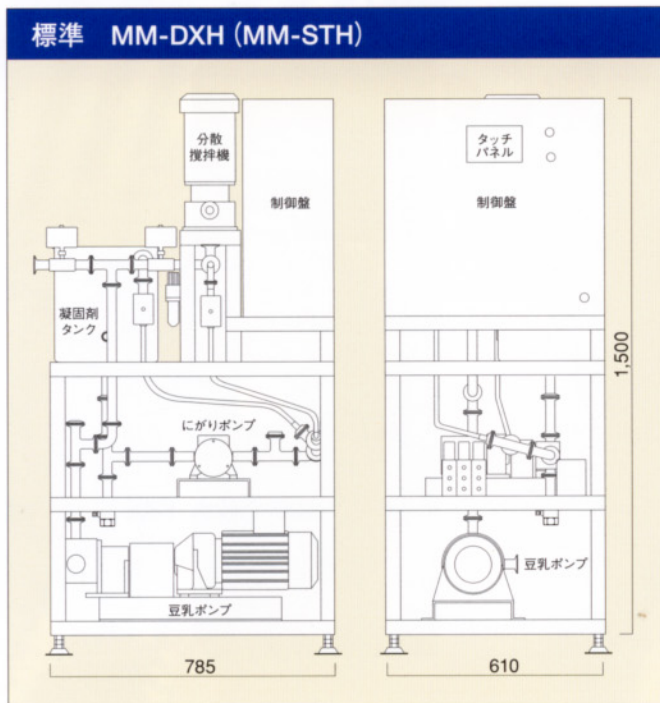 標準 MM-DXH（MM-STH）
分散
撹拌機
制御盤
凝固剤
タンク
にがりポンプ
豆乳ポンプ
785
タッチ
パネル
制御盤
豆乳ポンプ
1,500
610